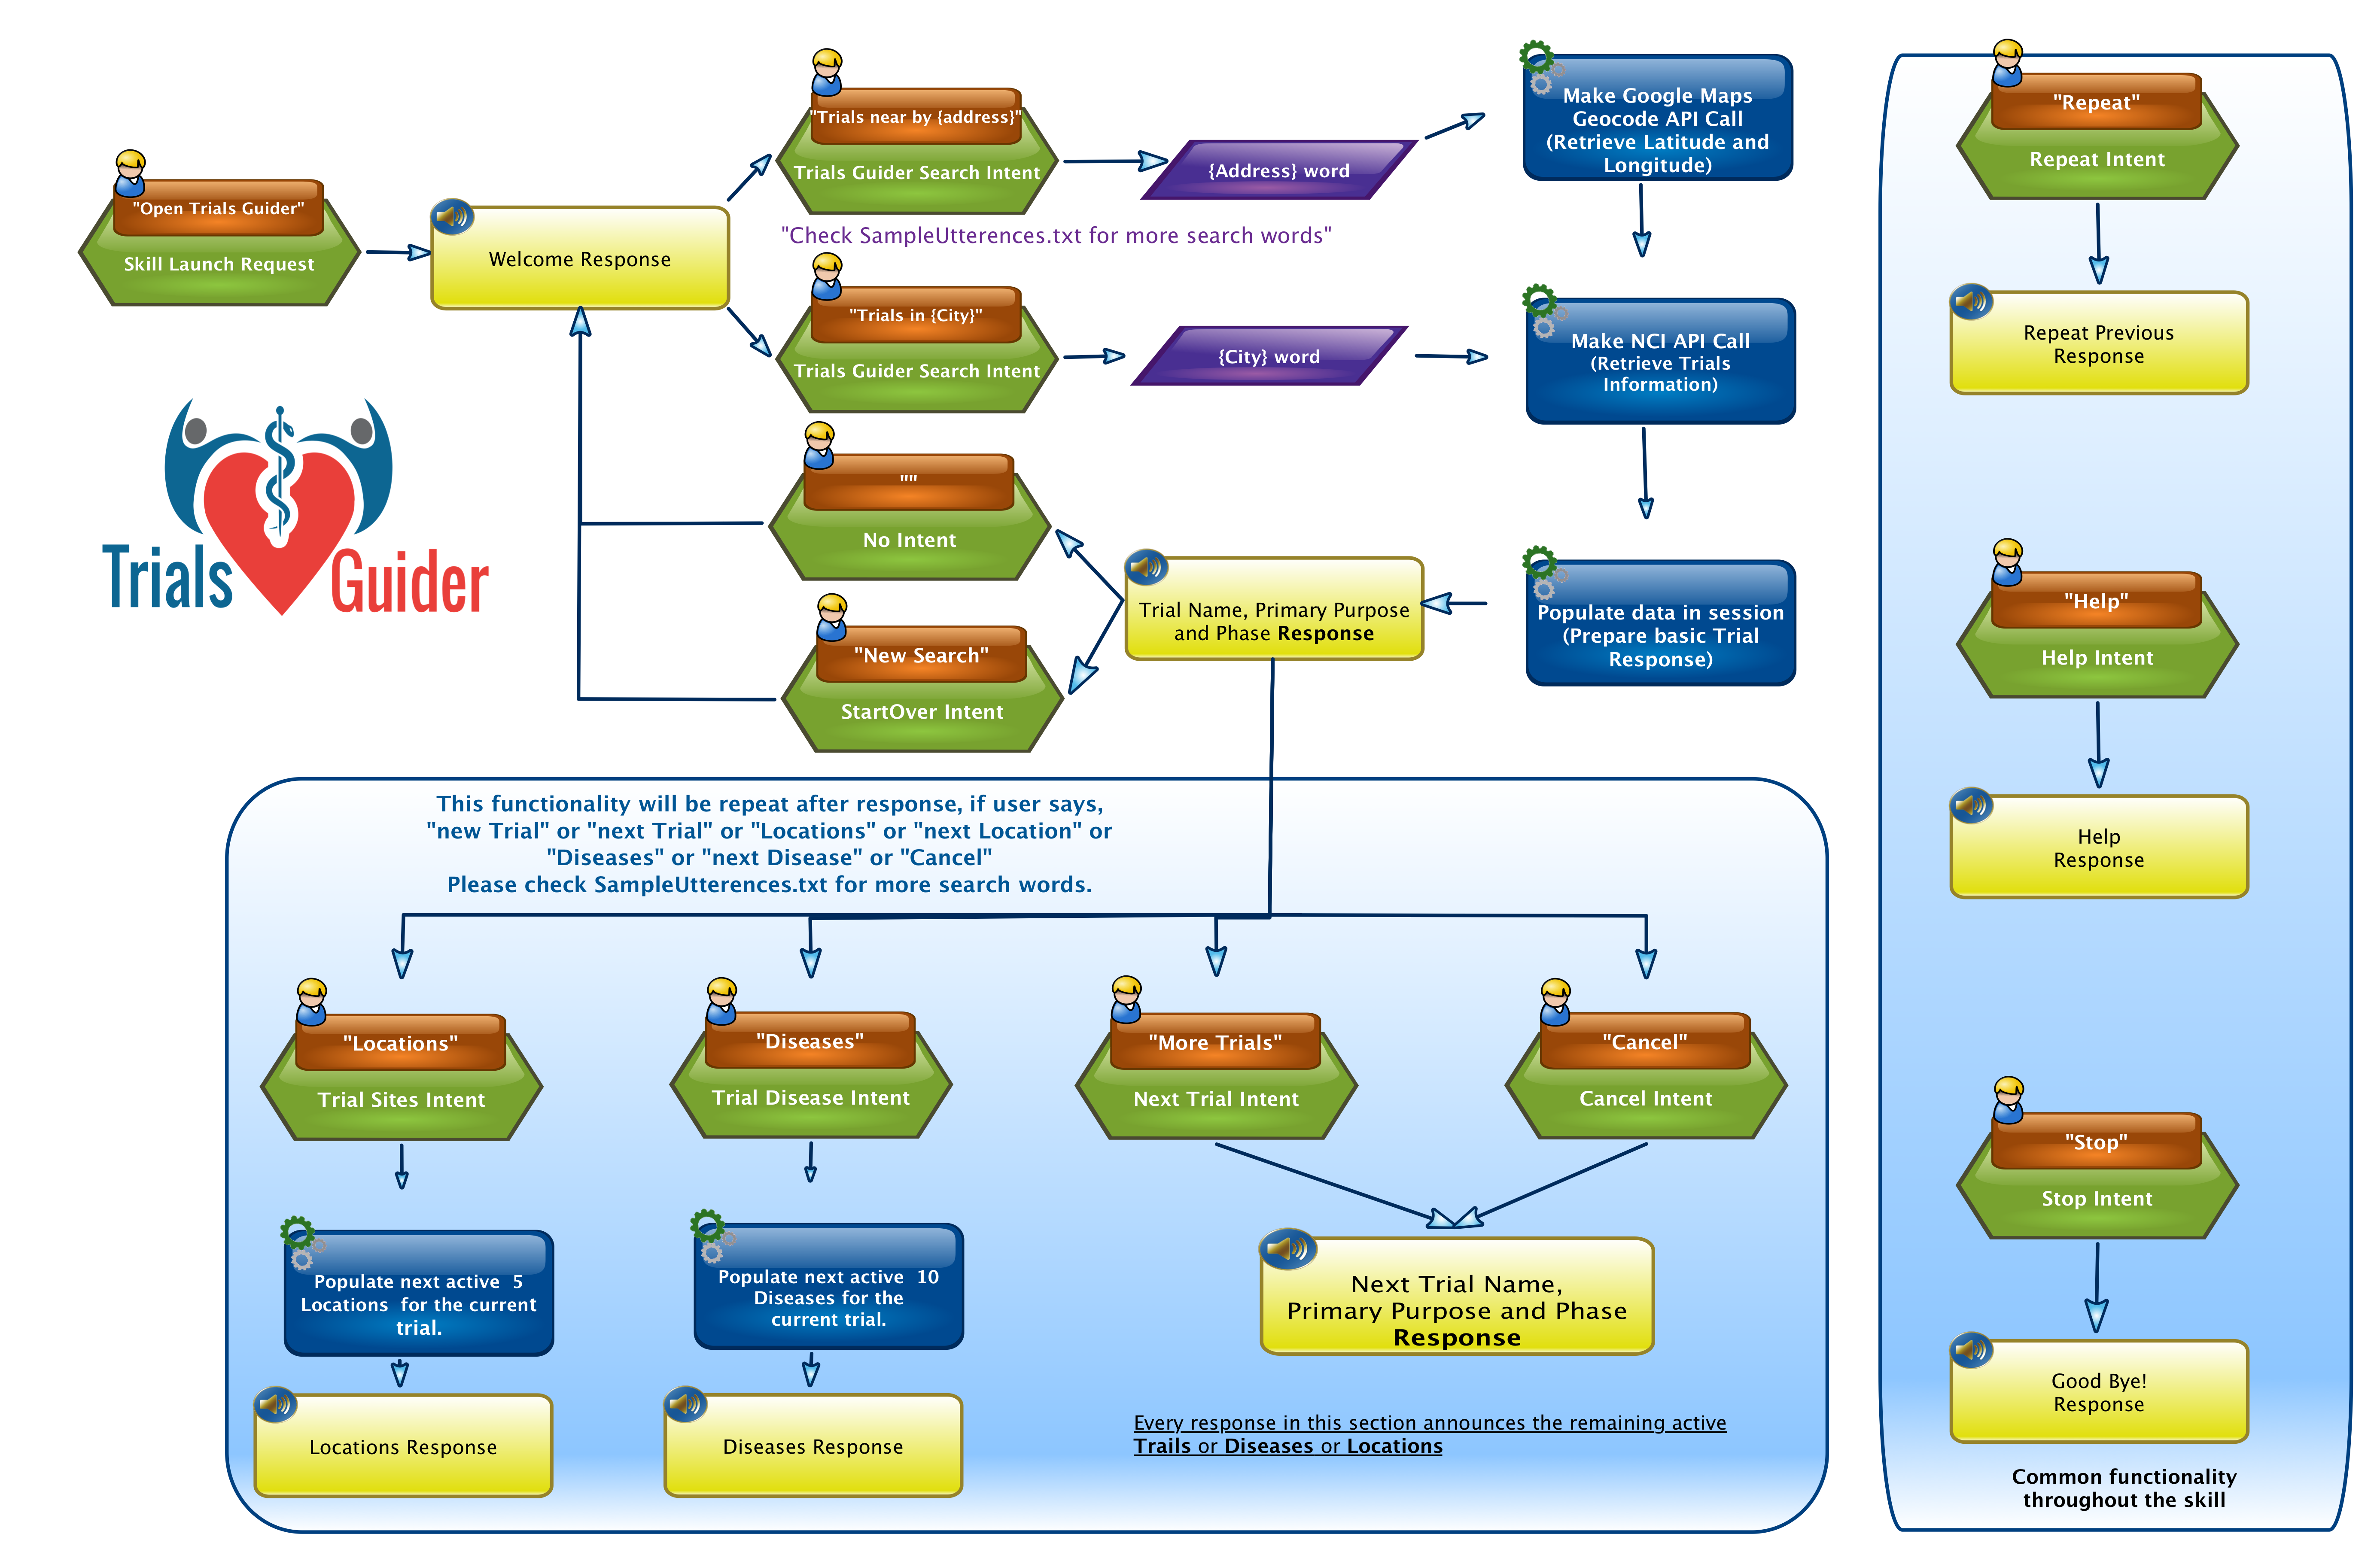 "Open Trials Guider"
Skill Launch Request
Welcome Response
"Trials near by {address}"
Trials Guider Search Intent
{Address} word
Make Google Maps
Geocode API Call
(Retrieve Latitude and
Longitude)
"Check SampleUtterences.txt for more search words"
"Trials in {City}"
Trials Guider Search Intent
{City} word
Make NCI API Call
(Retrieve Trials
Information)
""
No Intent
"New Search"
StartOver Intent
Trial Name, Primary Purpose
and Phase Response
Populate data in session
(Prepare basic Trial
Response)
Trials Guider
This functionality will be repeat after response, if user says,
"new Trial" or "next Trial" or "Locations" or "next Location" or
"Diseases" or "next Disease" or "Cancel"
Please check SampleUtterences.txt for more search words.
"Locations"
Trial Sites Intent
Populate next active  5
Locations  for the current
trial.
Locations Response
"Diseases"
Trial Disease Intent
Populate next active  10
Diseases for the
current trial.
Diseases Response
"More Trials"
Next Trial Intent
"Cancel"
Cancel Intent
Next Trial Name,
Primary Purpose and Phase
Response
Every response in this section announces the remaining active
Trails or Diseases or Locations
"Repeat"
Repeat Intent
Repeat Previous
Response
"Help"
Help Intent
Help
Response
"Stop"
Stop Intent
Good Bye!
Response
Common functionality
throughout the skill